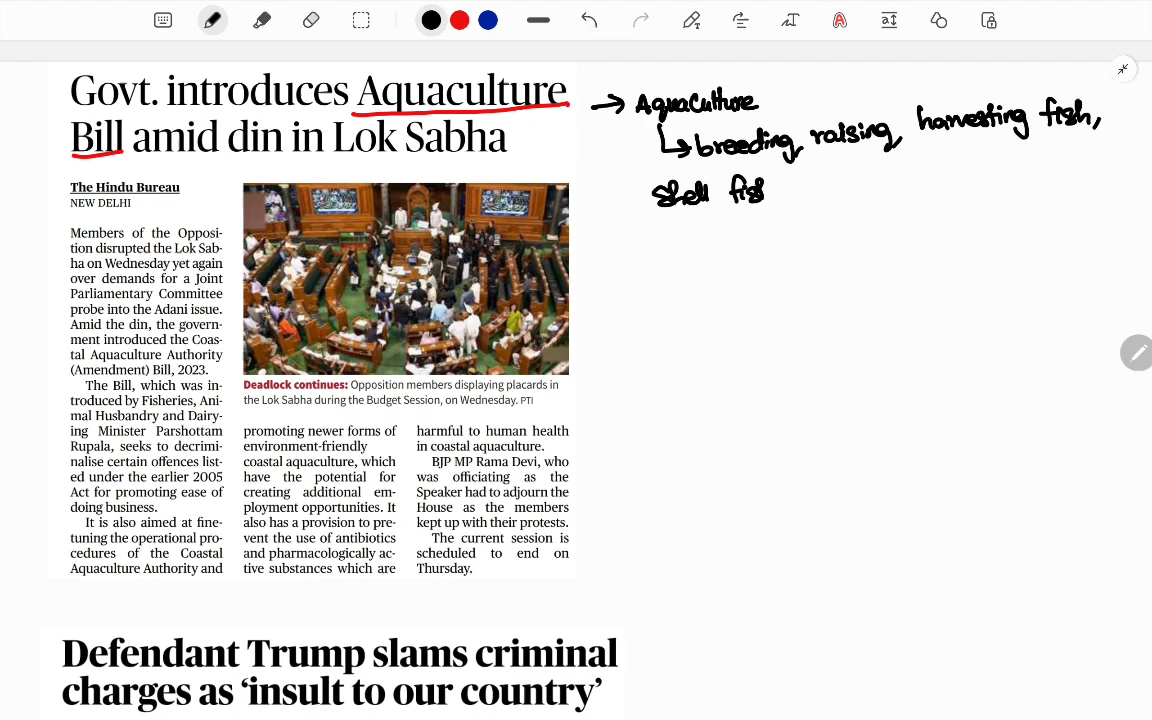 Govt. introduces Aquaculture
Bill amid din in Lok Sabha
The Hindu Bureau
NEW DELHI
Members of the Opposi-
tion disrupted the Lok Sab-
ha on Wednesday yet again
over demands for a Joint
Parliamentary Committee
probe into the Adani issue.
Amid the din, the govern-
ment introduced the Coas-
tal Aquaculture Authority
(Amendment) Bill, 2023.
The Bill, which was in-
troduced by Fisheries, Ani-
mal Husbandry and Dairy-
ing Minister Parshottam
Rupala, seeks to decrimi-
nalise certain offences list-
ed under the earlier 2005
Act for promoting ease of
doing business.
It is also aimed at fine-
tuning the operational pro-
cedures of the Coastal
Aquaculture Authority and
Deadlock continues: Opposition members displaying placards in
the Lok Sabha during the Budget Session, on Wednesday. PTI
promoting newer forms of
environment-friendly
coastal aquaculture, which
have the potential for
creating additional em-
ployment opportunities. It
also has a provision to pre-
vent the use of antibiotics
and pharmacologically ac-
tive substances which are
harmful to human health
in coastal aquaculture.
BJP MP Rama Devi, who
was officiating as the
Speaker had to adjourn the
House as the members
kept up with their protests.
The current session is
scheduled to end on
Thursday.
→ Aquaculture
↳ breeding, raising, harvesting fish,
shell fish
Defendant Trump slams criminal
charges as ‘insult to our country’